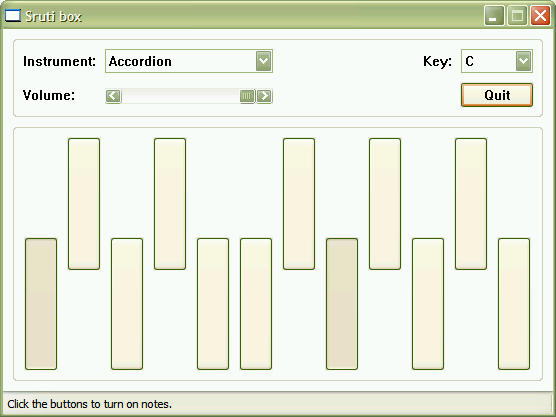 Sruti box
Instrument: Accordion Key: C
Volume: Quit
Click the buttons to turn on notes.